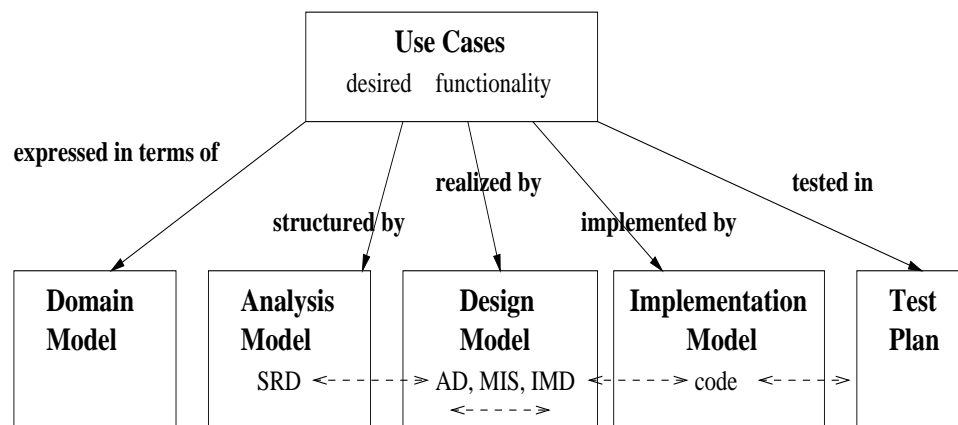 Use Cases
desired functionality
expressed in terms of
realized by
tested in
structured by
implemented by
Domain
Model
Analysis
Model
SRD
Design
Model
AD, MIS, IMD
Implementation
Model
code
Test
Plan